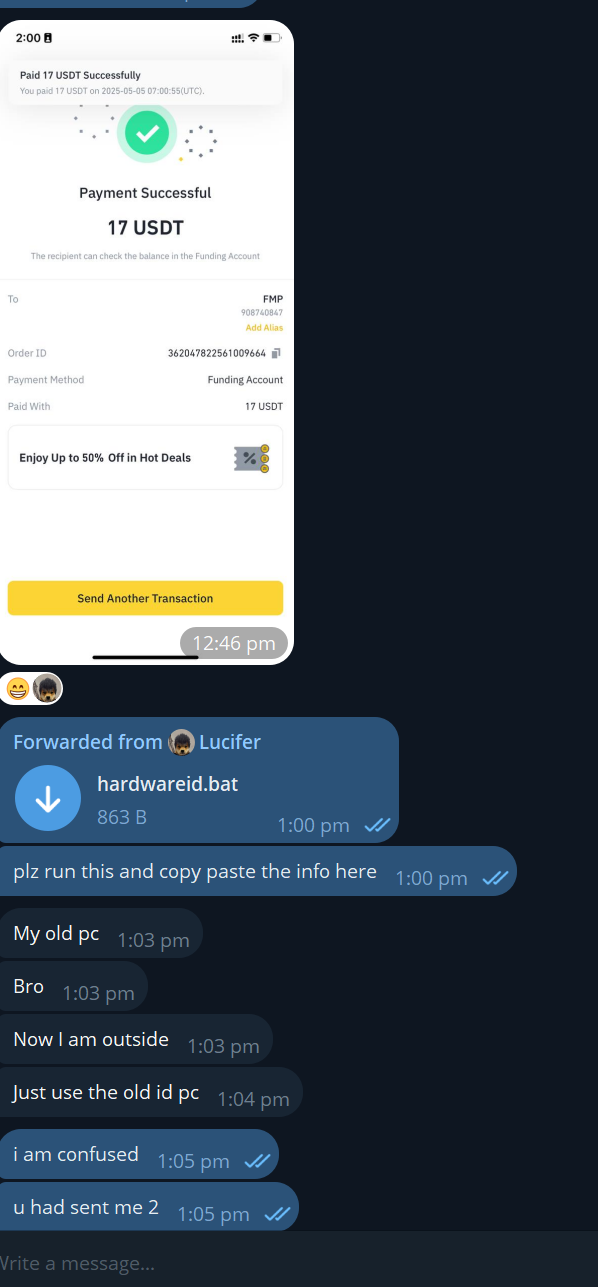 2:00
Paid 17 USDT Successfully
You paid 17 USDT on 2025-05-05 07:00:55(UTC).
Payment Successful
17 USDT
The recipient can check the balance in the Funding Account
To FMP
908740847
Add Alias
Order ID 362047822561009664
Payment Method Funding Account
Paid With 17 USDT
Enjoy Up to 50% Off in Hot Deals
Send Another Transaction
12:46 pm
Forwarded from Lucifer
hardwareid.bat
863 B 1:00 pm
plz run this and copy paste the info here 1:00 pm
My old pc 1:03 pm
Bro 1:03 pm
Now I am outside 1:03 pm
Just use the old id pc 1:04 pm
i am confused 1:05 pm
u had sent me 2 1:05 pm
Write a message...